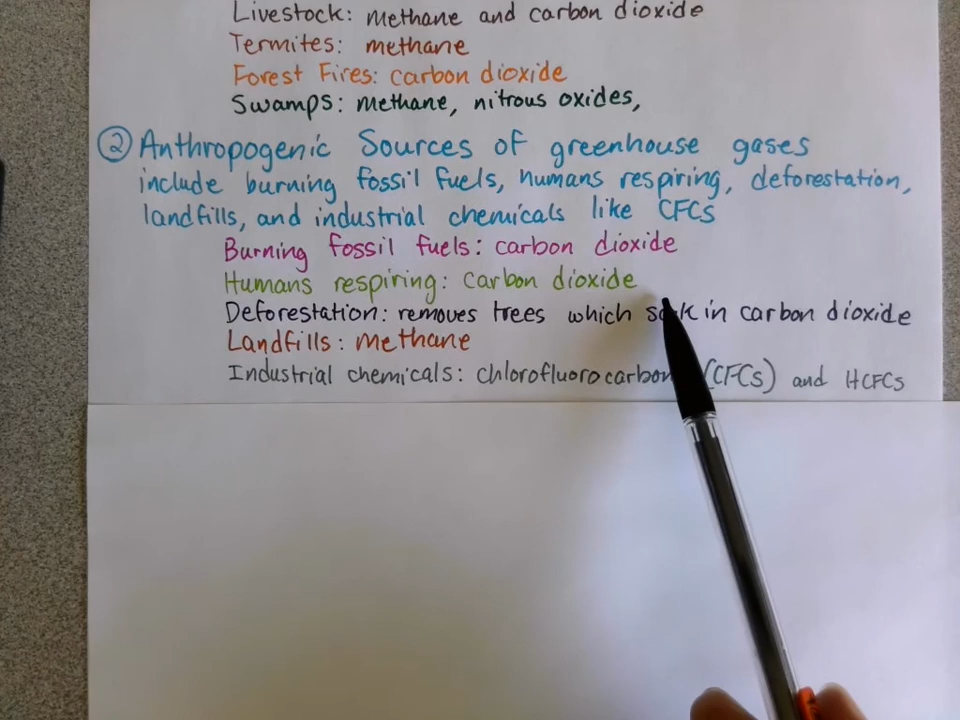 Livestock: methane and carbon dioxide
Termites: methane
Forest Fires: carbon dioxide
Swamps: methane, nitrous oxides,
② Anthropogenic Sources of greenhouse gases
include burning fossil fuels, humans respiring, deforestation,
landfills, and industrial chemicals like CFCs
Burning fossil fuels: carbon dioxide
Humans respiring: carbon dioxide
Deforestation: removes trees which in carbon dioxide
Landfills: methane
Industrial chemicals: chlorofluorocarbon (CFCs) and HCFCs